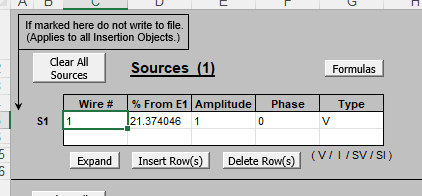 A B C D E F G H
If marked here do not write to file.
(Applies to all Insertion Objects.)
Clear All
Sources
Sources (1)
Formulas
Wire # % From E1 Amplitude Phase Type
S1 1 21.374046 1 0 V
Expand Insert Row(s) Delete Row(s) ( V / I / SV / SI )